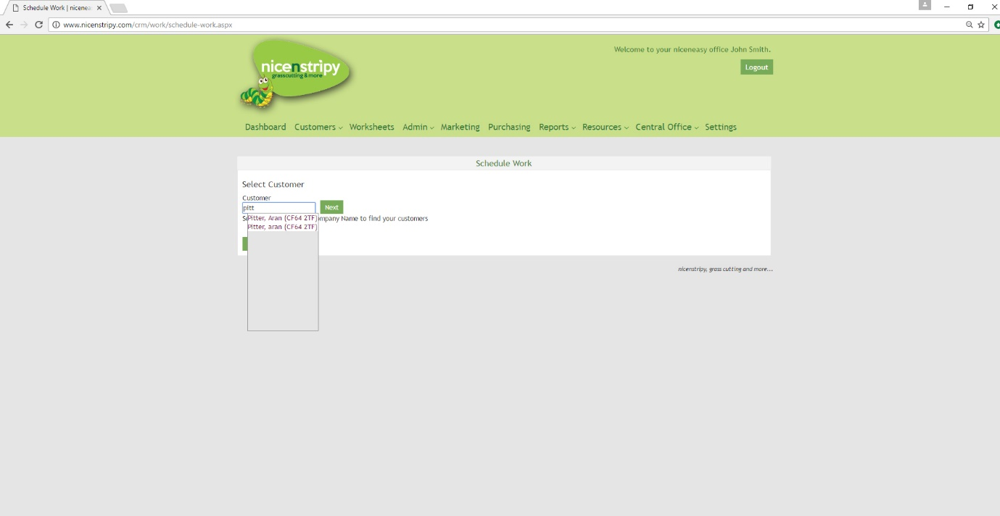 Schedule Work | nicenea
www.nicenstripy.com/crm/work/schedule-work.aspx
nicenstripy
grasscutting & more
Welcome to your niceneasy office John Smith.
Logout
Dashboard Customers Worksheets Admin Marketing Purchasing Reports Resources Central Office Settings
Schedule Work
Select Customer
Customer
pitt
Next
Pitter, Aran (CF64 2TF)
Name to find your customers
Pitter, aran (CF64 2TF)
nicenstripy, grass cutting and more...